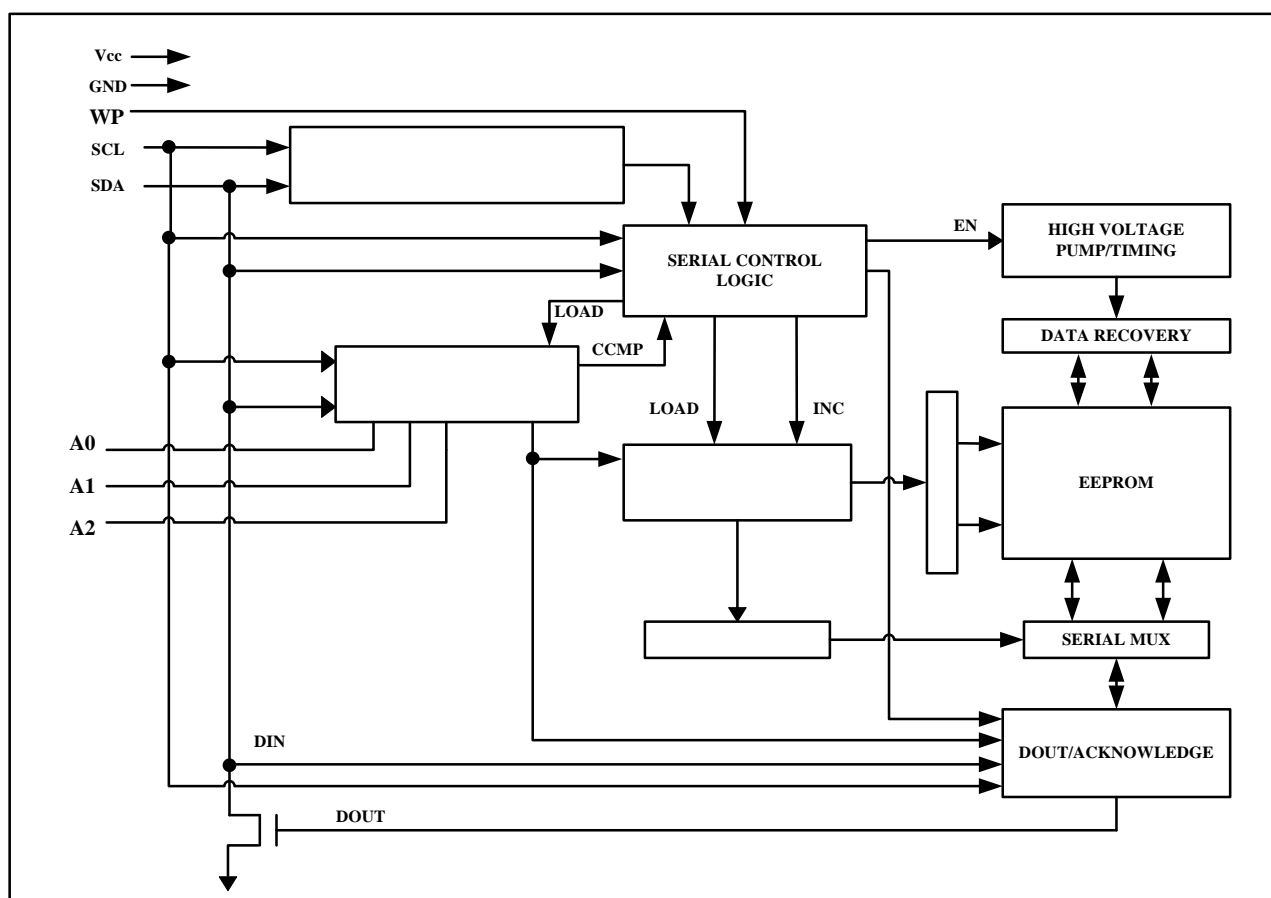 Vcc
GND
WP
SCL
SDA
EN
HIGH VOLTAGE
PUMP/TIMING
SERIAL CONTROL
LOGIC
LOAD
DATA RECOVERY
CCMP
LOAD
INC
A0
A1
EEPROM
A2
SERIAL MUX
DIN
DOUT/ACKNOWLEDGE
DOUT